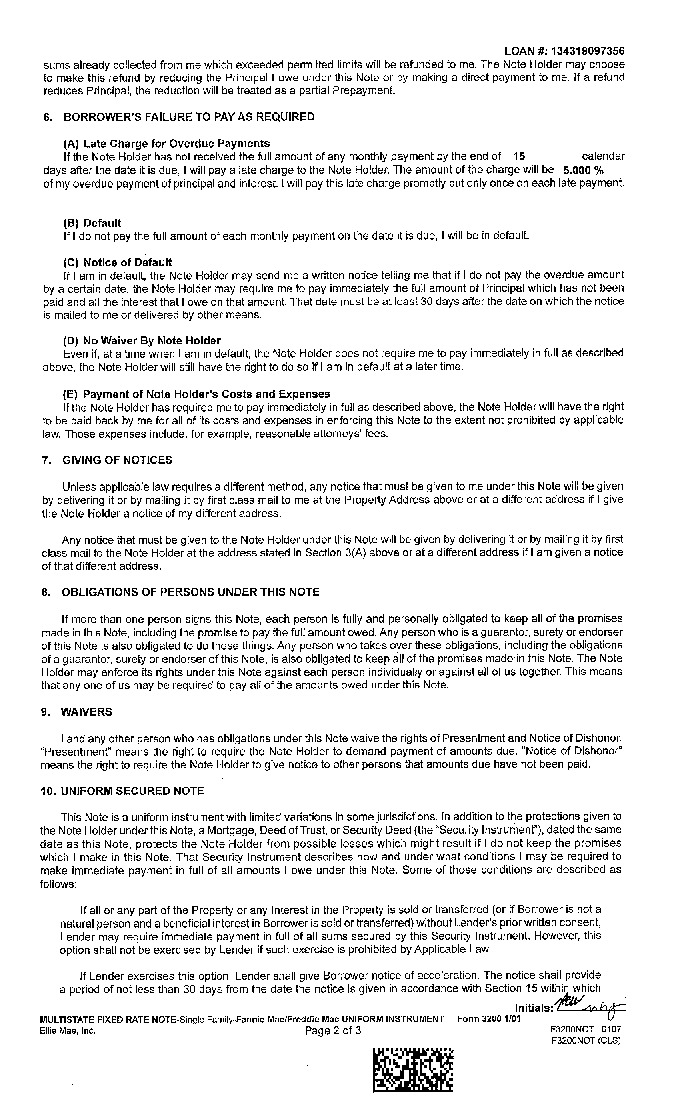 LOAN #: 134318097356
sums already collected from me which exceeded permitted limits will be refunded to me. The Note Holder may choose
to make this refund by reducing the Principal I owe under this Note or by making a direct payment to me. If a refund
reduces Principal, the reduction will be treated as a partial Prepayment.
6. BORROWER'S FAILURE TO PAY AS REQUIRED
(A) Late Charge for Overdue Payments
If the Note Holder has not received the full amount of any monthly payment by the end of 15 calendar
days after the date it is due, I will pay a late charge to the Note Holder. The amount of the charge will be 5.000 %
of my overdue payment of principal and interest. I will pay this late charge promptly but only once on each late payment.
(B) Default
If I do not pay the full amount of each monthly payment on the date it is due, I will be in default.
(C) Notice of Default
If I am in default, the Note Holder may send me a written notice telling me that if I do not pay the overdue amount
by a certain date, the Note Holder may require me to pay immediately the full amount of Principal which has not been
paid and all the interest that I owe on that amount. That date must be at least 30 days after the date on which the notice
is mailed to me or delivered by other means.
(D) No Waiver By Note Holder
Even if, at a time when I am in default, the Note Holder does not require me to pay immediately in full as described
above, the Note Holder will still have the right to do so if I am in default at a later time.
(E) Payment of Note Holder's Costs and Expenses
If the Note Holder has required me to pay immediately in full as described above, the Note Holder will have the right
to be paid back by me for all of its costs and expenses in enforcing this Note to the extent not prohibited by applicable
law. Those expenses include, for example, reasonable attorneys' fees.
7. GIVING OF NOTICES
Unless applicable law requires a different method, any notice that must be given to me under this Note will be given
by delivering it or by mailing it by first class mail to me at the Property Address above or at a different address if I give
the Note Holder a notice of my different address.
Any notice that must be given to the Note Holder under this Note will be given by delivering it or by mailing it by first
class mail to the Note Holder at the address stated in Section 3(A) above or at a different address if I am given a notice
of that different address.
8. OBLIGATIONS OF PERSONS UNDER THIS NOTE
If more than one person signs this Note, each person is fully and personally obligated to keep all of the promises
made in this Note, including the promise to pay the full amount owed. Any person who is a guarantor, surety or endorser
of this Note is also obligated to do these things. Any person who takes over these obligations, including the obligations
of a guarantor, surety or endorser of this Note, is also obligated to keep all of the promises made in this Note. The Note
Holder may enforce its rights under this Note against each person individually or against all of us together. This means
that any one of us may be required to pay all of the amounts owed under this Note.
9. WAIVERS
I and any other person who has obligations under this Note waive the rights of Presentment and Notice of Dishonor.
"Presentment" means the right to require the Note Holder to demand payment of amounts due. "Notice of Dishonor"
means the right to require the Note Holder to give notice to other persons that amounts due have not been paid.
10. UNIFORM SECURED NOTE
This Note is a uniform instrument with limited variations in some jurisdictions. In addition to the protections given to
the Note Holder under this Note, a Mortgage, Deed of Trust, or Security Deed (the "Security Instrument"), dated the same
date as this Note, protects the Note Holder from possible losses which might result if I do not keep the promises
which I make in this Note. That Security Instrument describes how and under what conditions I may be required to
make immediate payment in full of all amounts I owe under this Note. Some of those conditions are described as
follows:
If all or any part of the Property or any Interest in the Property is sold or transferred (or if Borrower is not a
natural person and a beneficial interest in Borrower is sold or transferred) without Lender's prior written consent,
Lender may require immediate payment in full of all sums secured by this Security Instrument. However, this
option shall not be exercised by Lender if such exercise is prohibited by Applicable Law.
If Lender exercises this option, Lender shall give Borrower notice of acceleration. The notice shall provide
a period of not less than 30 days from the date the notice is given in accordance with Section 15 within which
Initials:
MULTISTATE FIXED RATE NOTE-Single Family-Fannie Mae/Freddie Mac UNIFORM INSTRUMENT Form 3200 1/01
Ellie Mae, Inc. Page 2 of 3 F3200NOT 0107
F3200NOT (CLS)